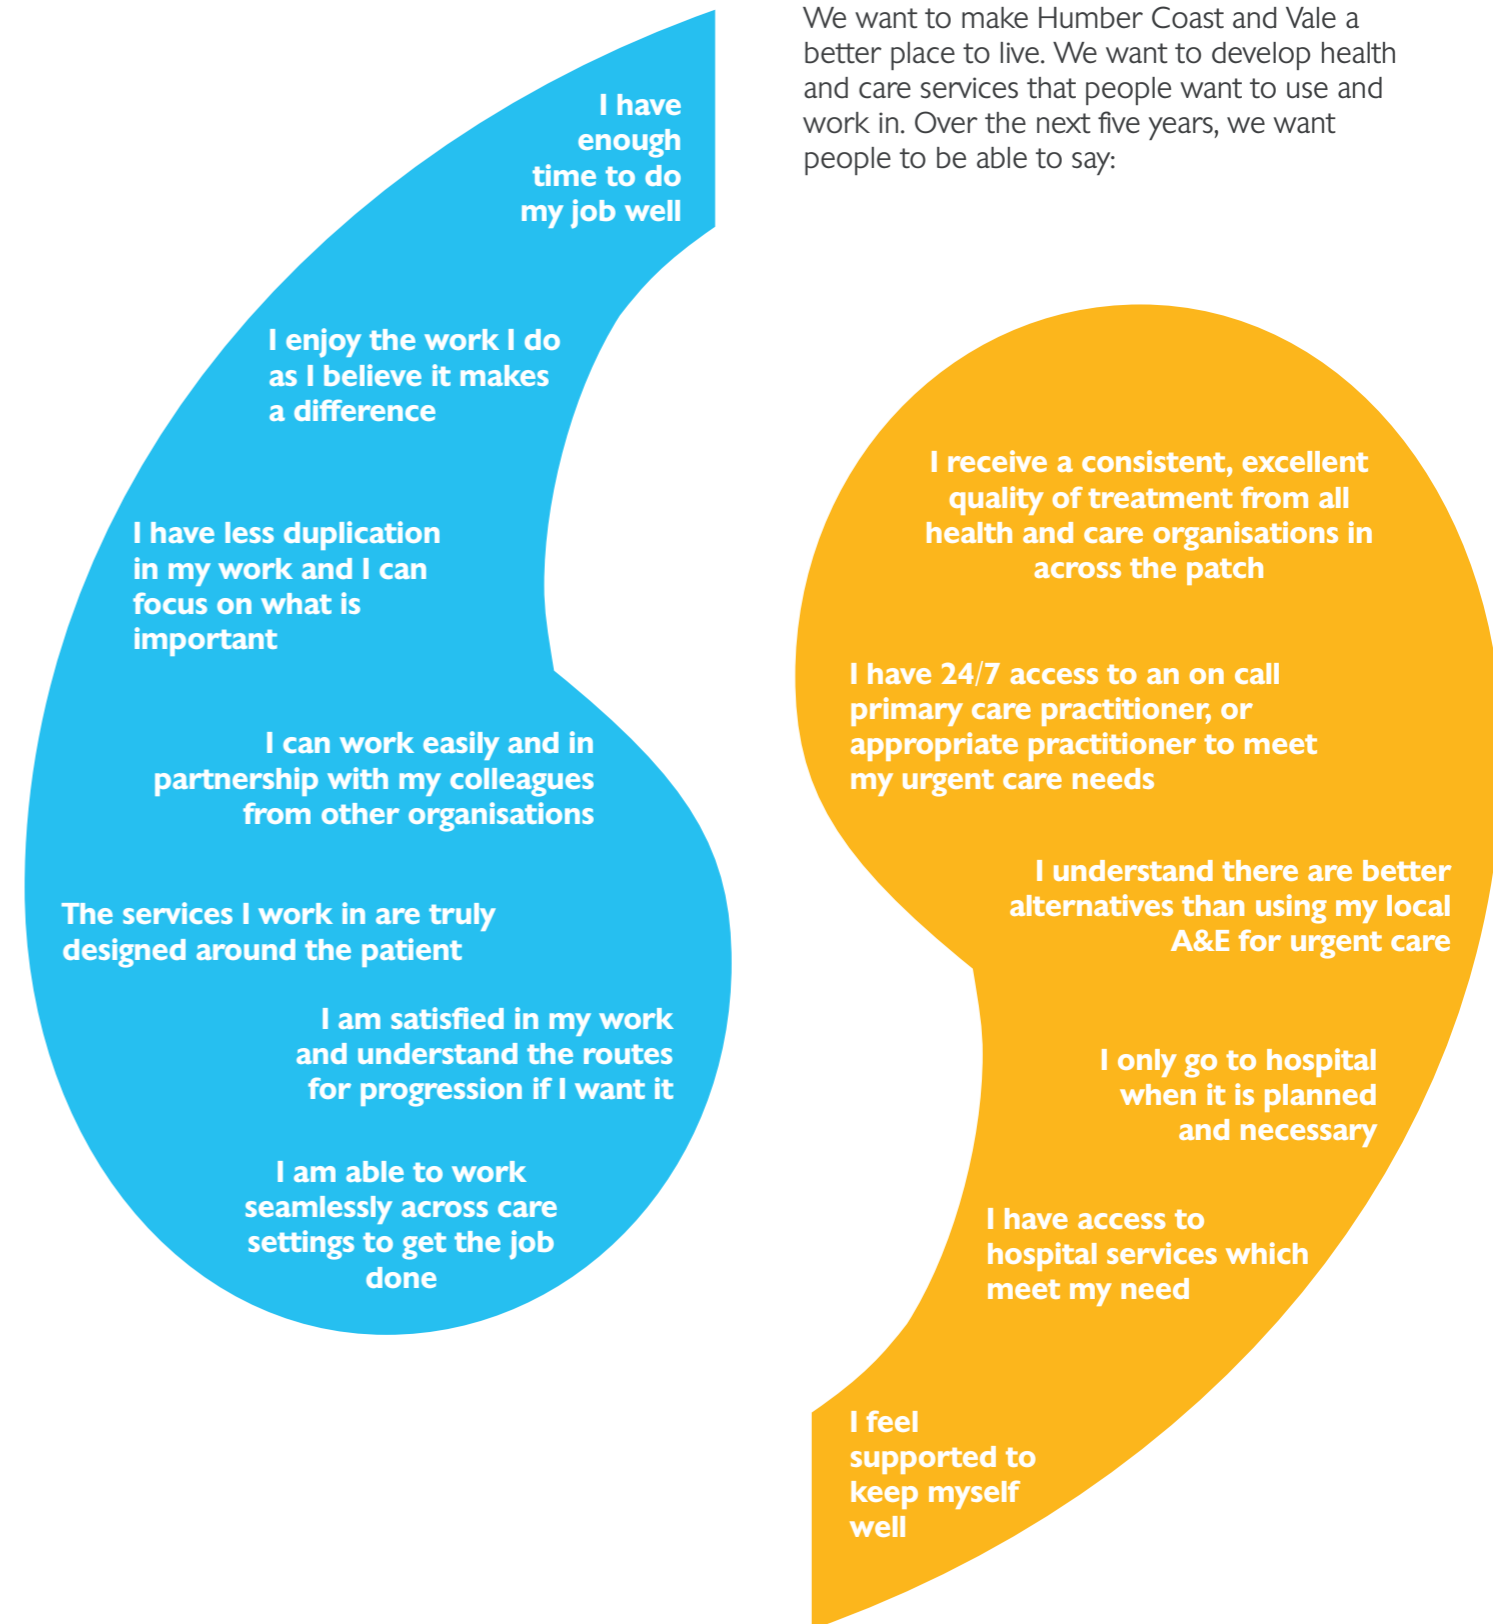 We want to make Humber Coast and Vale a
better place to live. We want to develop health
and care services that people want to use and
work in. Over the next five years, we want
people to be able to say:
I have
enough
time to do
my job well
I enjoy the work I do
as I believe it makes
a difference
I have less duplication
in my work and I can
focus on what is
important
I can work easily and in
partnership with my colleagues
from other organisations
The services I work in are truly
designed around the patient
I am satisfied in my work
and understand the routes
for progression if I want it
I am able to work
seamlessly across care
settings to get the job
done
I receive a consistent, excellent
quality of treatment from all
health and care organisations in
across the patch
I have 24/7 access to an on call
primary care practitioner, or
appropriate practitioner to meet
my urgent care needs
I understand there are better
alternatives than using my local
A&E for urgent care
I only go to hospital
when it is planned
and necessary
I have access to
hospital services which
meet my need
I feel
supported to
keep myself
well